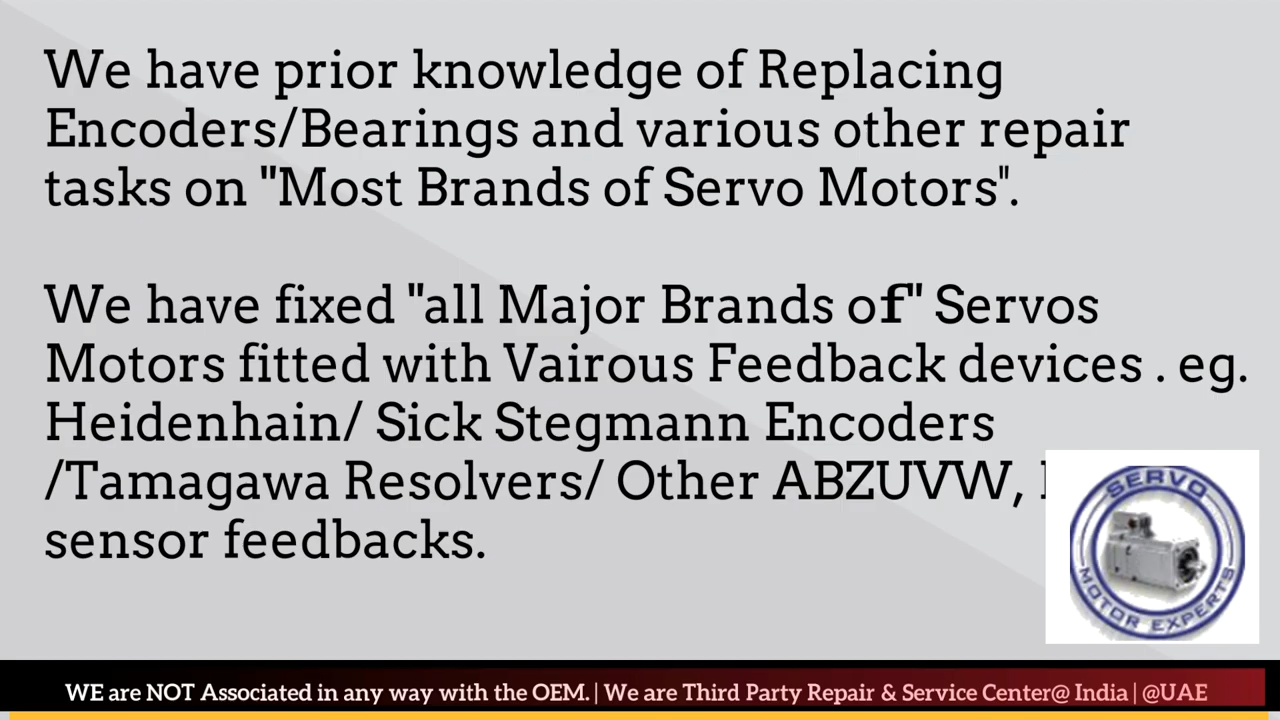 We have prior knowledge of Replacing
Encoders/Bearings and various other repair
tasks on "Most Brands of Servo Motors".
We have fixed "all Major Brands of" Servos
Motors fitted with Vairous Feedback devices . eg.
Heidenhain/ Sick Stegmann Encoders
/Tamagawa Resolvers/ Other ABZUVW,
sensor feedbacks.
SERVO
MOTOR EXPERTS
WE are NOT Associated in any way with the OEM. | We are Third Party Repair & Service Center@ India | @UAE